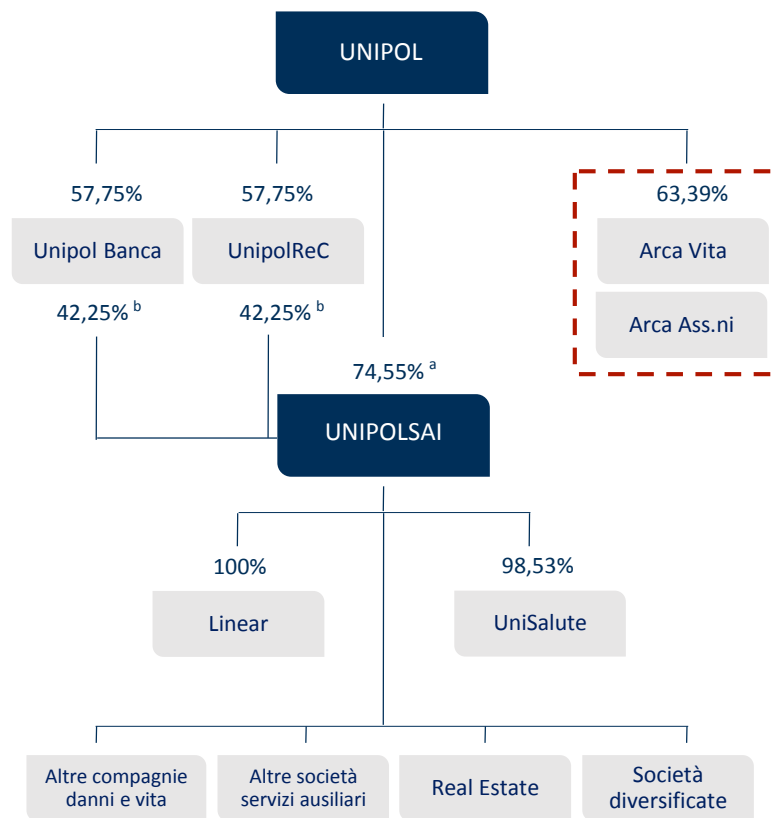 UNIPOL
57,75%
57,75%
63,39%
Unipol Banca
UnipolReC
Arca Vita
42,25% b
42,25% b
Arca Ass.ni
74,55% a
UNIPOLSAI
100%
98,53%
Linear
UniSalute
Altre compagnie
danni e vita
Altre società
servizi ausiliari
Real Estate
Società
diversificate